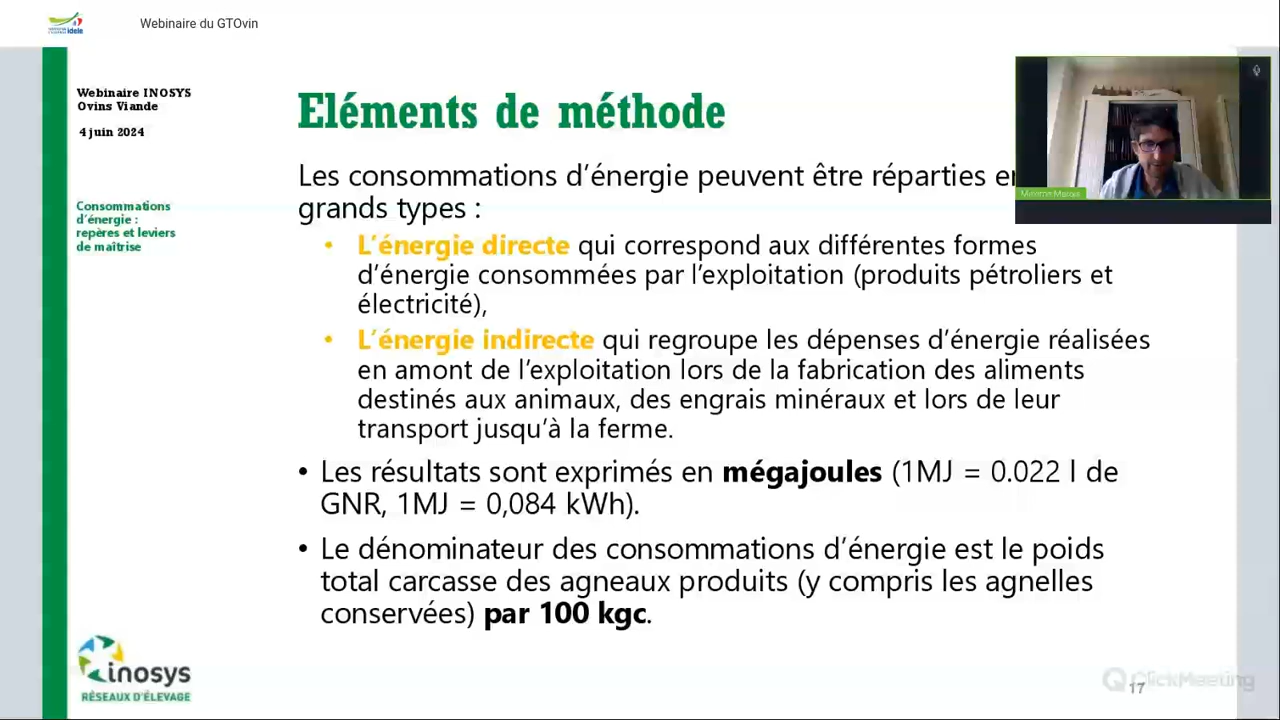 idele
Webinaire du GTOvin
Webinaire INOSYS
Ovins Viande
4 juin 2024
Consommations
d'énergie :
repères et leviers
de maîtrise
Eléments de méthode
Les consommations d'énergie peuvent être réparties
grands types :
• L'énergie directe qui correspond aux différentes formes
d'énergie consommées par l'exploitation (produits pétroliers et
électricité),
• L'énergie indirecte qui regroupe les dépenses d'énergie réalisées
en amont de l'exploitation lors de la fabrication des aliments
destinés aux animaux, des engrais minéraux et lors de leur
transport jusqu'à la ferme.
• Les résultats sont exprimés en mégajoules (1MJ = 0.022 l de
GNR, 1MJ = 0,084 kWh).
• Le dénominateur des consommations d'énergie est le poids
total carcasse des agneaux produits (y compris les agnelles
conservées) par 100 kgc.
inosys
RÉSEAUX D'ÉLEVAGE
ClickMeeting
17